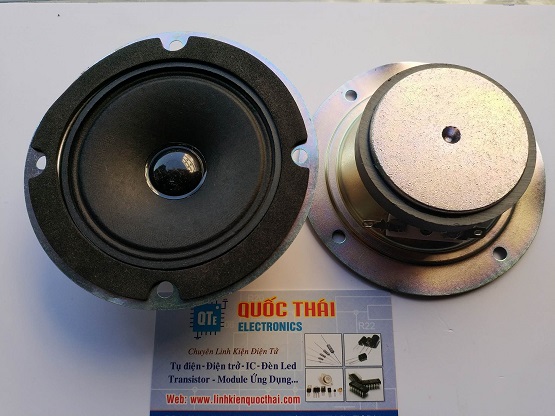 QTE
QUỐC THÁI
ELECTRONICS
R22
Chuyên Linh Kiện Điện Tử
Tụ điện-Điện trở-IC-Đèn Led
Transistor - Module Ứng Dụng...
Web: www.linhkienquocthai.com